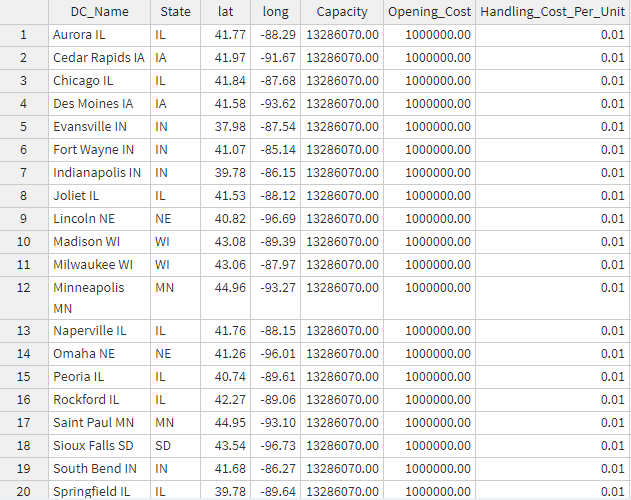 DC_Name State lat long Capacity Opening_Cost Handling_Cost_Per_Unit
1 Aurora IL IL 41.77 -88.29 13286070.00 1000000.00 0.01
2 Cedar Rapids IA IA 41.97 -91.67 13286070.00 1000000.00 0.01
3 Chicago IL IL 41.84 -87.68 13286070.00 1000000.00 0.01
4 Des Moines IA IA 41.58 -93.62 13286070.00 1000000.00 0.01
5 Evansville IN IN 37.98 -87.54 13286070.00 1000000.00 0.01
6 Fort Wayne IN IN 41.07 -85.14 13286070.00 1000000.00 0.01
7 Indianapolis IN IN 39.78 -86.15 13286070.00 1000000.00 0.01
8 Joliet IL IL 41.53 -88.12 13286070.00 1000000.00 0.01
9 Lincoln NE NE 40.82 -96.69 13286070.00 1000000.00 0.01
10 Madison WI WI 43.08 -89.39 13286070.00 1000000.00 0.01
11 Milwaukee WI WI 43.06 -87.97 13286070.00 1000000.00 0.01
12 Minneapolis MN 44.96 -93.27 13286070.00 1000000.00 0.01
MN
13 Naperville IL IL 41.76 -88.15 13286070.00 1000000.00 0.01
14 Omaha NE NE 41.26 -96.01 13286070.00 1000000.00 0.01
15 Peoria IL IL 40.74 -89.61 13286070.00 1000000.00 0.01
16 Rockford IL IL 42.27 -89.06 13286070.00 1000000.00 0.01
17 Saint Paul MN MN 44.95 -93.10 13286070.00 1000000.00 0.01
18 Sioux Falls SD SD 43.54 -96.73 13286070.00 1000000.00 0.01
19 South Bend IN IN 41.68 -86.27 13286070.00 1000000.00 0.01
20 Springfield IL IL 39.78 -89.64 13286070.00 1000000.00 0.01